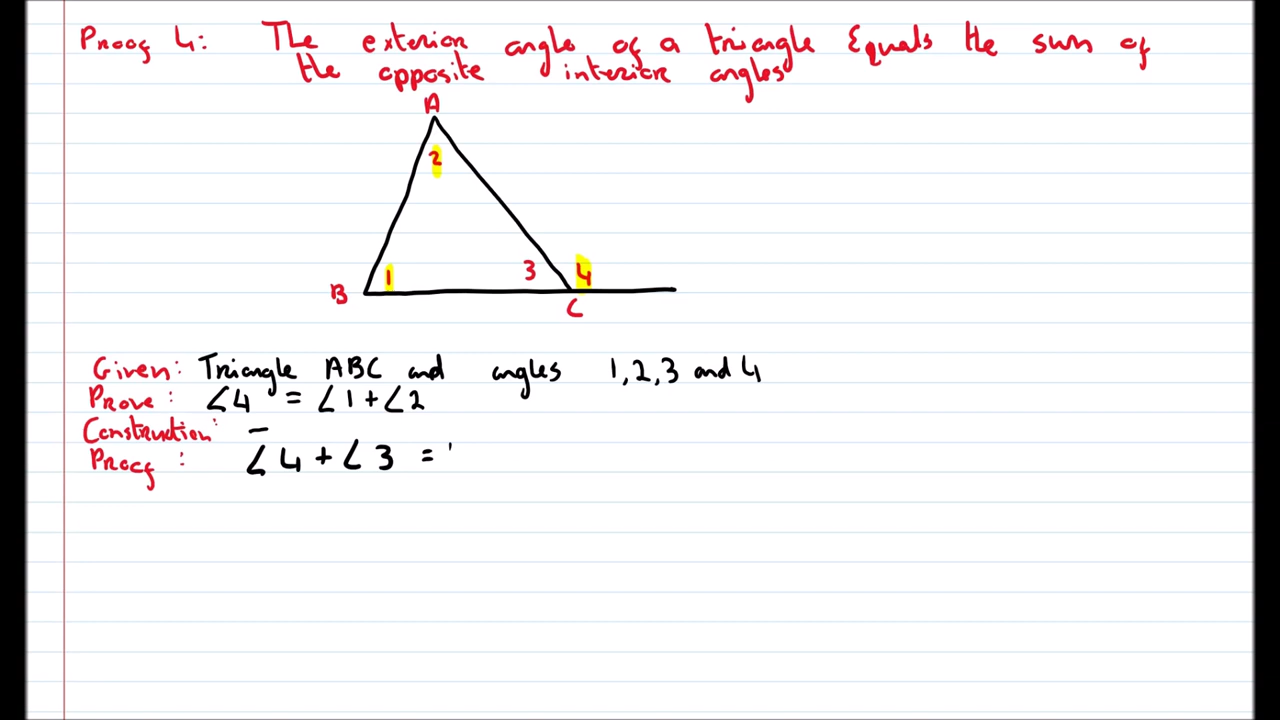 Proof 4: The exterior angle of a triangle Equals the sum of
the opposite interior angles
A
2
1
3
4
B
C
Given: Triangle ABC and angles 1,2,3 and 4
Prove: ∠4 = ∠1+∠2
Construction: –
Proof: ∠4 + ∠3 =